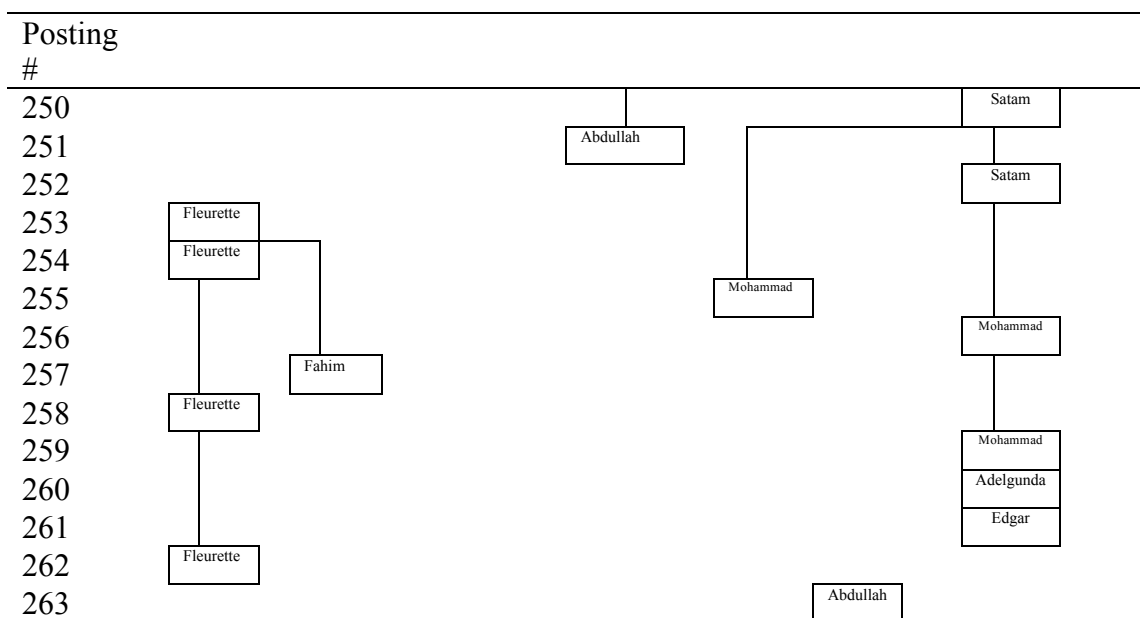 Posting
#
250 Satam
251 Abdullah
252 Satam
253 Fleurette
254 Fleurette
255 Mohammad
256 Mohammad
257 Fahim
258 Fleurette
259 Mohammad
260 Adelgunda
261 Edgar
262 Fleurette
263 Abdullah